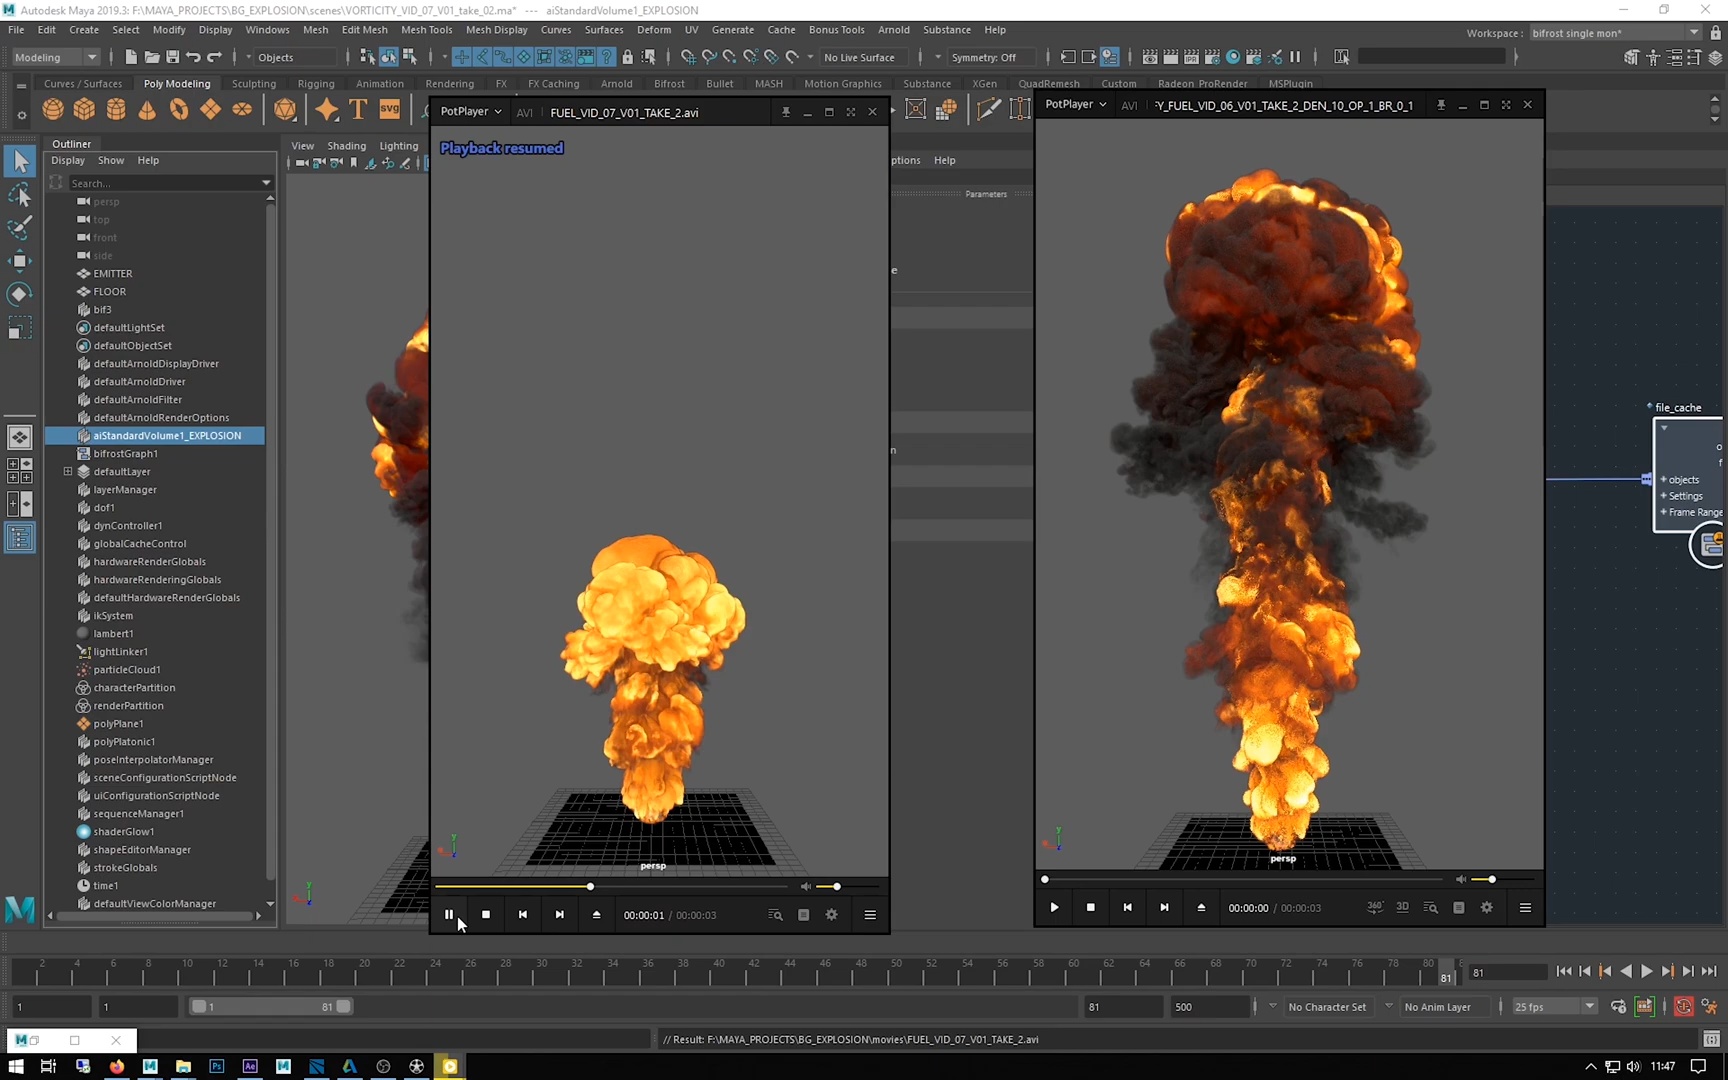 Autodesk Maya 2019.3: F:\MAYA_PROJECTS\BG_EXPLOSION\scenes\VORTICITY_VID_07_V01_take_02.ma* --- aiStandardVolume1_EXPLOSION
File Edit Create Select Modify Display Windows Mesh Edit Mesh Mesh Tools Mesh Display Curves Surfaces Deform UV Generate Cache Bonus Tools Arnold Substance Help
Workspace : bifrost single mon*
Modeling Objects No Live Surface Symmetry: Off
Curves / Surfaces Poly Modeling Sculpting Rigging Animation Rendering FX FX Caching Arnold Bifrost Bullet MASH Motion Graphics Substance XGen QuadRemesh Custom Radeon ProRender MSPlugin
T SVG
PotPlayer AVI FUEL_VID_07_V01_TAKE_2.avi
PotPlayer AVI :Y_FUEL_VID_06_V01_TAKE_2_DEN_10_OP_1_BR_0_1
Outliner
Display Show Help
Search...
View Shading Lighting
Playback resumed
ptions Help
Parameters
persp
top
front
side
EMITTER
FLOOR
bif3
defaultLightSet
defaultObjectSet
defaultArnoldDisplayDriver
defaultArnoldDriver
defaultArnoldFilter
defaultArnoldRenderOptions
aiStandardVolume1_EXPLOSION
bifrostGraph1
defaultLayer
layerManager
dof1
dynController1
globalCacheControl
hardwareRenderGlobals
hardwareRenderingGlobals
defaultHardwareRenderGlobals
ikSystem
lambert1
lightLinker1
particleCloud1
characterPartition
renderPartition
polyPlane1
polyPlatonic1
poseInterpolatorManager
sceneConfigurationScriptNode
uiConfigurationScriptNode
sequenceManager1
shaderGlow1
shapeEditorManager
strokeGlobals
time1
defaultViewColorManager
e
n
file_cache
objects
Settings
Frame Range
persp
persp
00:00:01 / 00:00:03
00:00:00 / 00:00:03
360° 3D
2 4 6 8 10 12 14 16 18 20 22 24 26 28 30 32 34 36 38 40 42 44 46 48 50 52 54 56 58 60 62 64 66 68 70 72 74 76 78 80 8
81 81
1 1 1 81 81 500 No Character Set No Anim Layer 25 fps
// Result: F:\MAYA_PROJECTS\BG_EXPLOSION\movies\FUEL_VID_07_V01_TAKE_2.avi
11:47